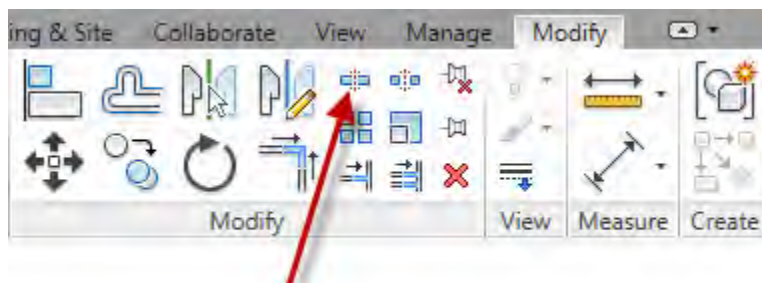 ing & Site Collaborate View Manage Modify
Modify View Measure Create